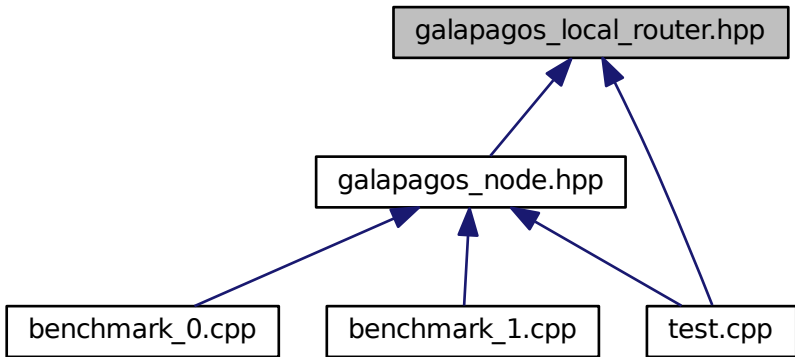 galapagos_local_router.hpp
galapagos_node.hpp
benchmark_0.cpp
benchmark_1.cpp
test.cpp